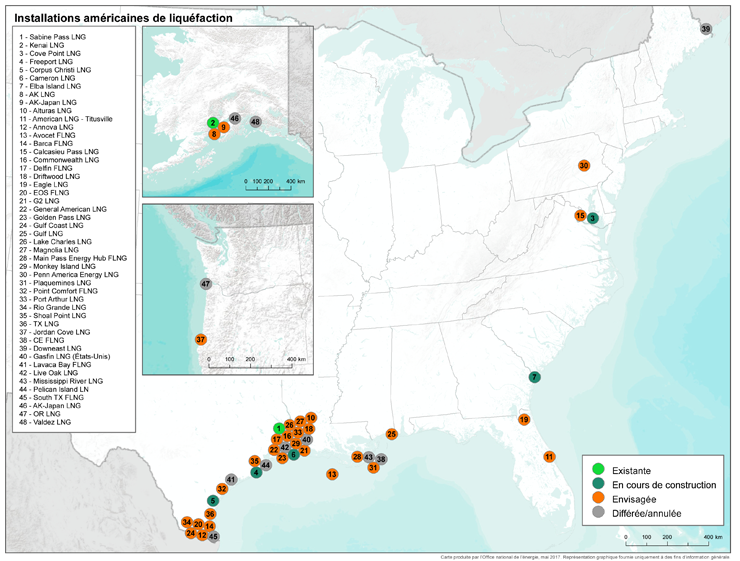 Installations américaines de liquéfaction
1 - Sabine Pass LNG
2 - Kenai LNG
3 - Cove Point LNG
4 - Freeport LNG
5 - Corpus Christi LNG
6 - Cameron LNG
7 - Elba Island LNG
8 - AK LNG
9 - AK-Japan LNG
10 - Alturas LNG
11 - American LNG - Titusville
12 - Annova LNG
13 - Avocet FLNG
14 - Barca FLNG
15 - Calcasieu Pass LNG
16 - Commonwealth LNG
17 - Delfin FLNG
18 - Driftwood LNG
19 - Eagle LNG
20 - EOS FLNG
21 - G2 LNG
22 - General American LNG
23 - Golden Pass LNG
24 - Gulf Coast LNG
25 - Gulf LNG
26 - Lake Charles LNG
27 - Magnolia LNG
28 - Main Pass Energy Hub FLNG
29 - Monkey Island LNG
30 - Penn America Energy LNG
31 - Plaquemines LNG
32 - Point Comfort FLNG
33 - Port Arthur LNG
34 - Rio Grande LNG
35 - Shoal Point LNG
36 - TX LNG
37 - Jordan Cove LNG
38 - CE FLNG
39 - Downeast LNG
40 - Gasfin LNG (États-Unis)
41 - Lavaca Bay FLNG
42 - Live Oak LNG
43 - Mississippi River LNG
44 - Pelican Island LN
45 - South TX FLNG
46 - AK-Japan LNG
47 - OR LNG
48 - Valdez LNG
2
9
8
46
48
0 100 200 400 km
47
37
0 100 200 400 km
39
30
15
3
7
19
11
25
28
43
38
31
13
1
26
27
10
17
16
33
18
22
42
29
40
23
6
21
35
44
4
41
32
5
36
34
20
14
24
12
45
Existante
En cours de construction
Envisagée
Différée/annulée
0 100 200 400 km
Carte produite par l'Office national de l'énergie, mai 2017. Représentation graphique fournie uniquement à des fins d'information générale.